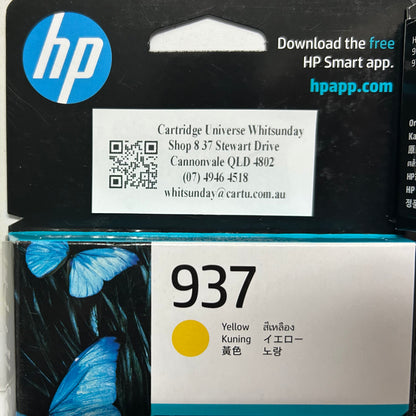 hp
Download the free
HP Smart app.
hpapp.com
Cartridge Universe Whitsunday
Shop 8 37 Stewart Drive
Cannonvale QLD 4802
(07) 4946 4518
whitsunday@cartu.com.au
937
Yellow สีเหลือง
Kuning イエロー
黃色 노랑